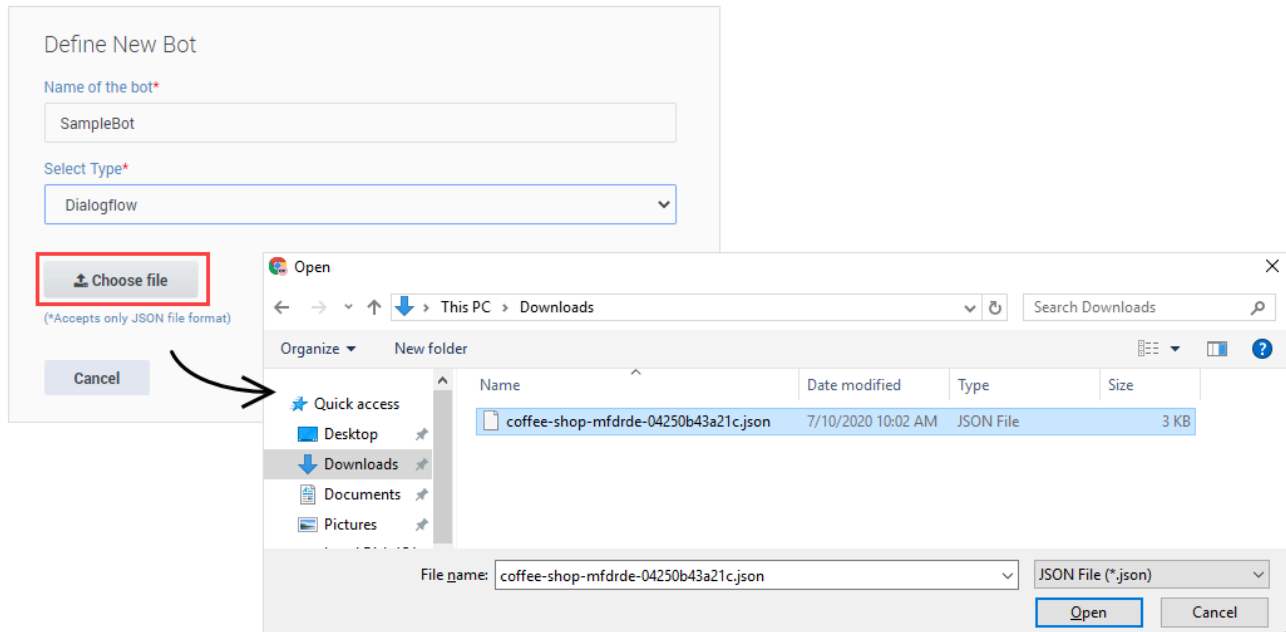 Define New Bot
Name of the bot*
SampleBot
Select Type*
Dialogflow
Choose file
(*Accepts only JSON file format)
Cancel
Open
This PC > Downloads
Search Downloads
Organize
New folder
Name
Date modified
Type
Size
Quick access
Desktop
Downloads
Documents
Pictures
coffee-shop-mfdrde-04250b43a21c.json 7/10/2020 10:02 AM JSON File 3 KB
File name: coffee-shop-mfdrde-04250b43a21c.json
JSON File (*.json)
Open
Cancel